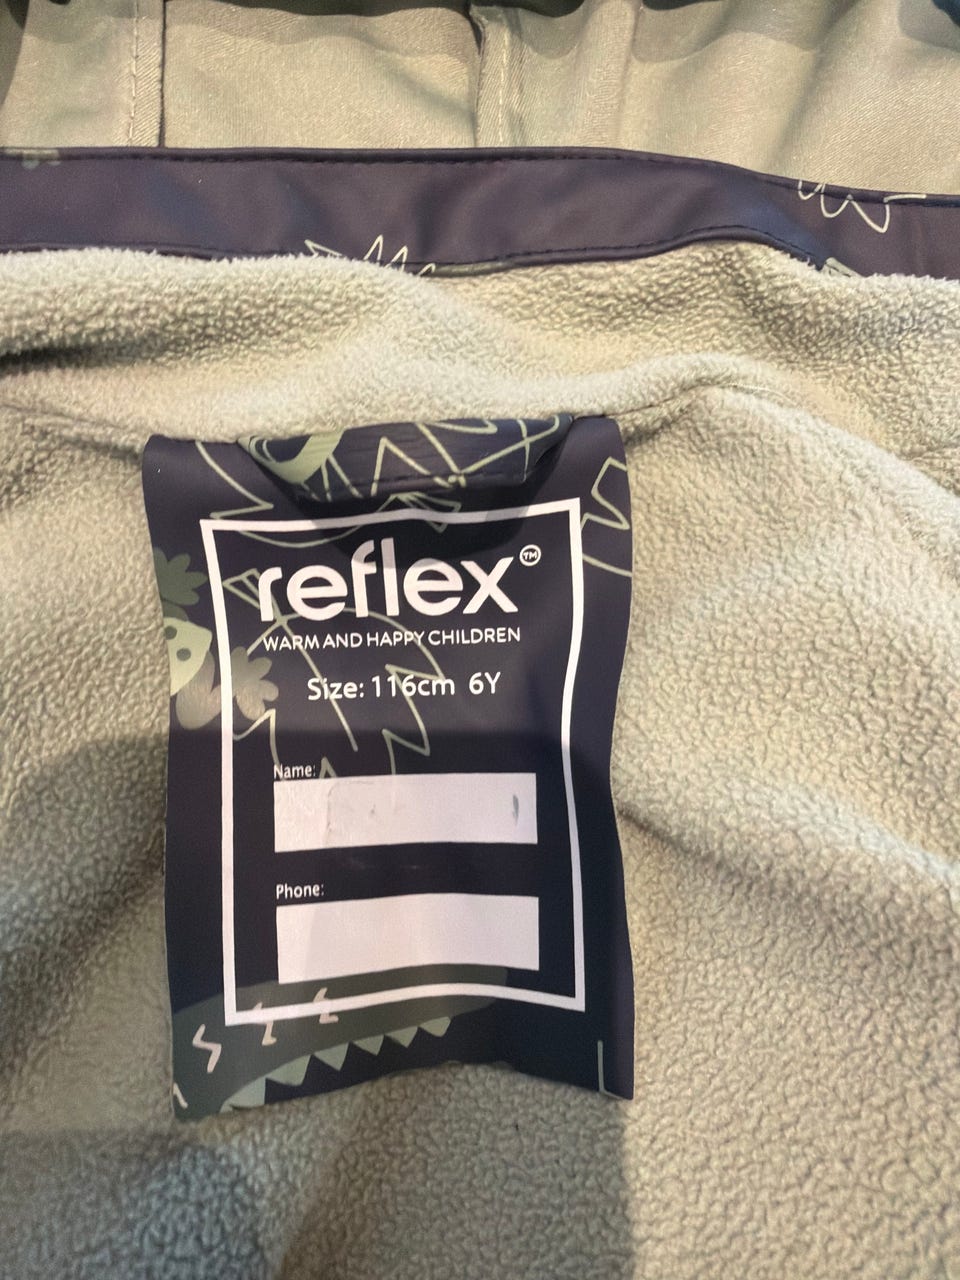 reflex™
WARM AND HAPPY CHILDREN
Size: 116cm 6Y
Name:
Phone: